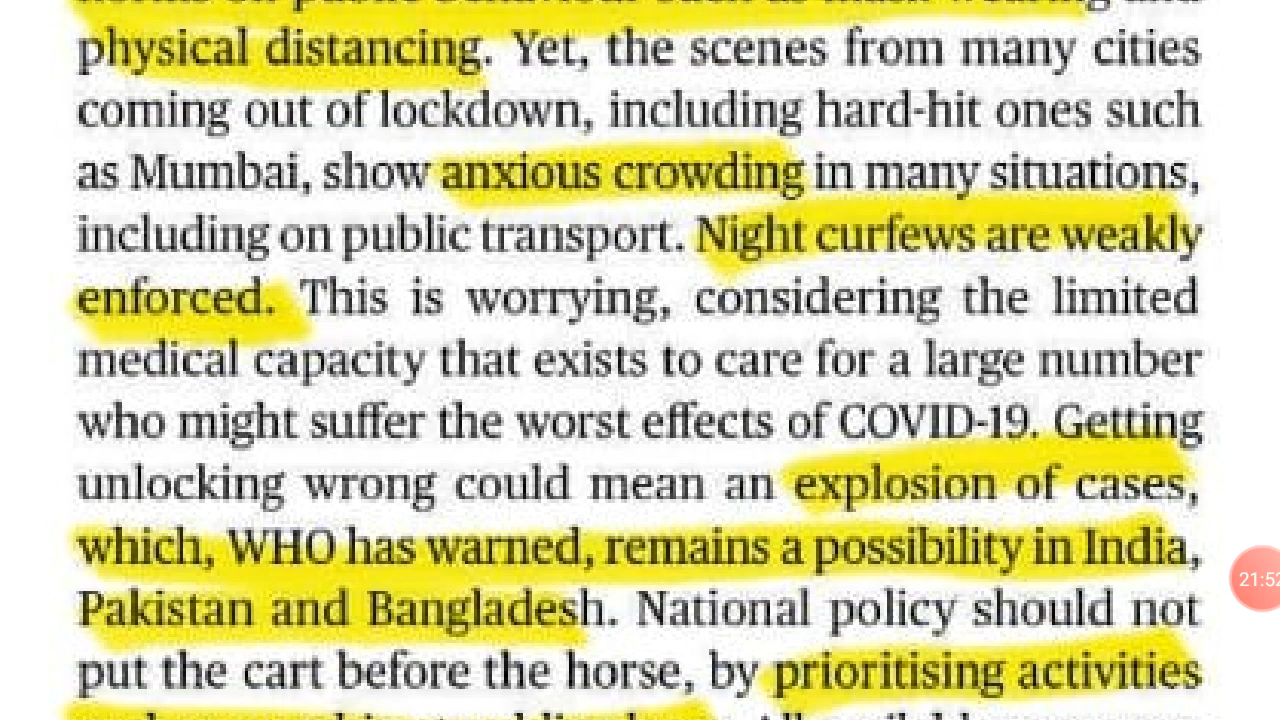 physical distancing. Yet, the scenes from many cities
coming out of lockdown, including hard-hit ones such
as Mumbai, show anxious crowding in many situations,
including on public transport. Night curfews are weakly
enforced. This is worrying, considering the limited
medical capacity that exists to care for a large number
who might suffer the worst effects of COVID-19. Getting
unlocking wrong could mean an explosion of cases,
which, WHO has warned, remains a possibility in India,
21:52
Pakistan and Bangladesh. National policy should not
put the cart before the horse, by prioritising activities